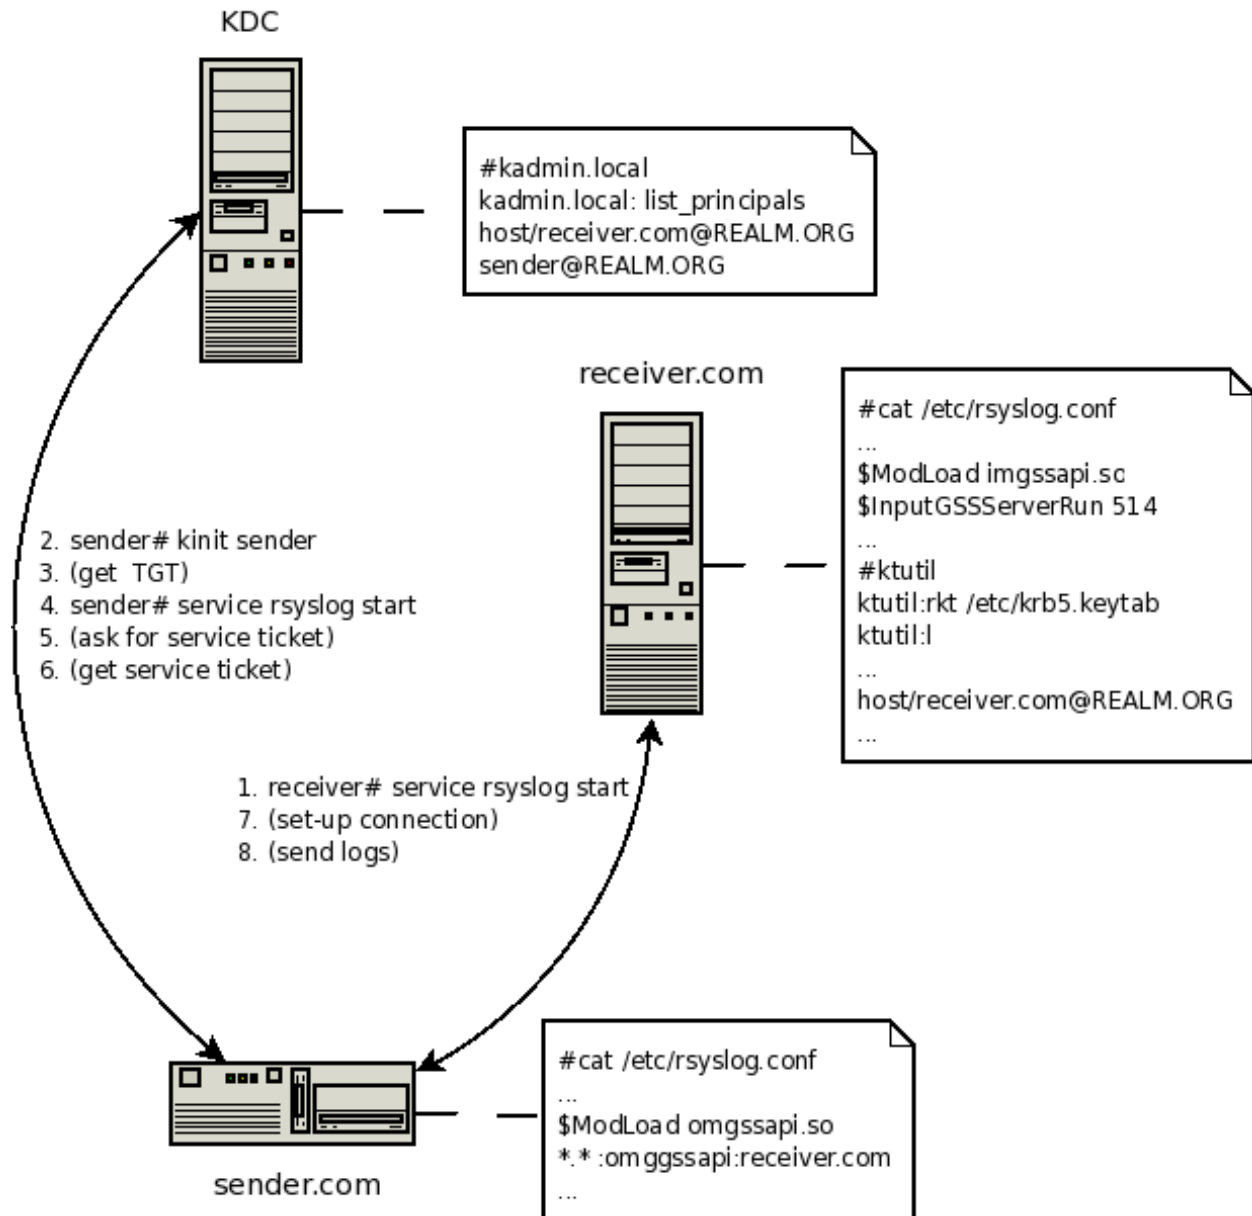 KDC
#kadmin.local
kadmin.local: list_principals
host/receiver.com@REALM.ORG
sender@REALM.ORG
receiver.com
#cat /etc/rsyslog.conf
...
$ModLoad imgssapi.so
$InputGSSServerRun 514
...
#ktutil
ktutil:rkt /etc/krb5.keytab
ktutil:l
...
host/receiver.com@REALM.ORG
...
2. sender# kinit sender
3. (get TGT)
4. sender# service rsyslog start
5. (ask for service ticket)
6. (get service ticket)
1. receiver# service rsyslog start
7. (set-up connection)
8. (send logs)
#cat /etc/rsyslog.conf
...
$ModLoad omgssapi.so
*.* :omggssapi:receiver.com
...
sender.com